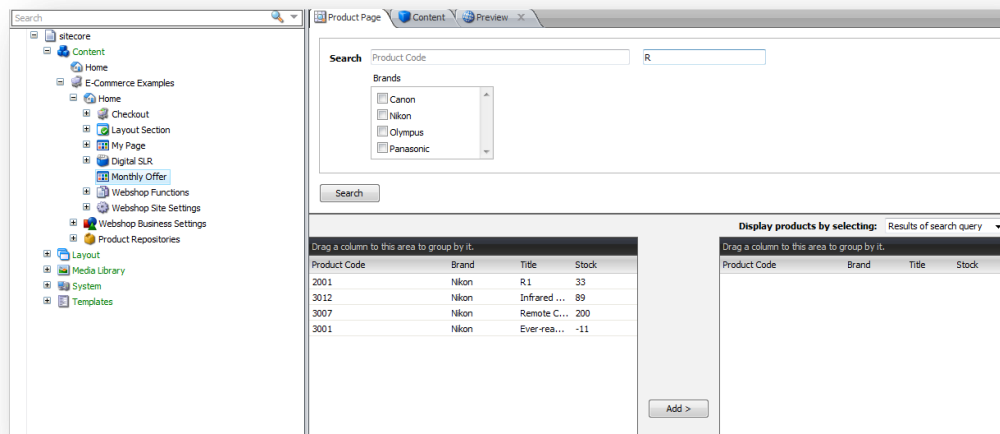 Search
sitecore
Content
Home
E-Commerce Examples
Home
Checkout
Layout Section
My Page
Digital SLR
Monthly Offer
Webshop Functions
Webshop Site Settings
Webshop Business Settings
Product Repositories
Layout
Media Library
System
Templates
Product Page Content Preview
Search Product Code R
Brands
Canon
Nikon
Olympus
Panasonic
Search
Display products by selecting: Results of search query
Drag a column to this area to group by it.
Product Code Brand Title Stock
2001 Nikon R1 33
3012 Nikon Infrared ... 89
3007 Nikon Remote C... 200
3001 Nikon Ever-rea... -11
Add >
Drag a column to this area to group by it.
Product Code Brand Title Stock